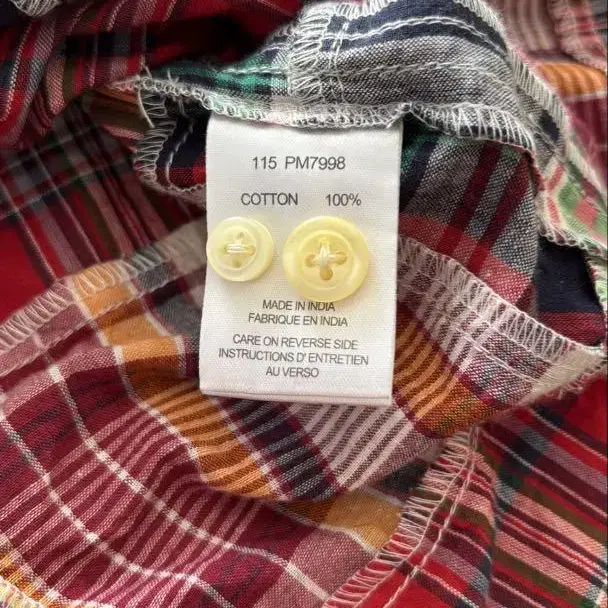 115 PM7998
COTTON 100%
MADE IN INDIA
FABRIQUE EN INDIA
CARE ON REVERSE SIDE
INSTRUCTIONS D' ENTRETIEN
AU VERSO